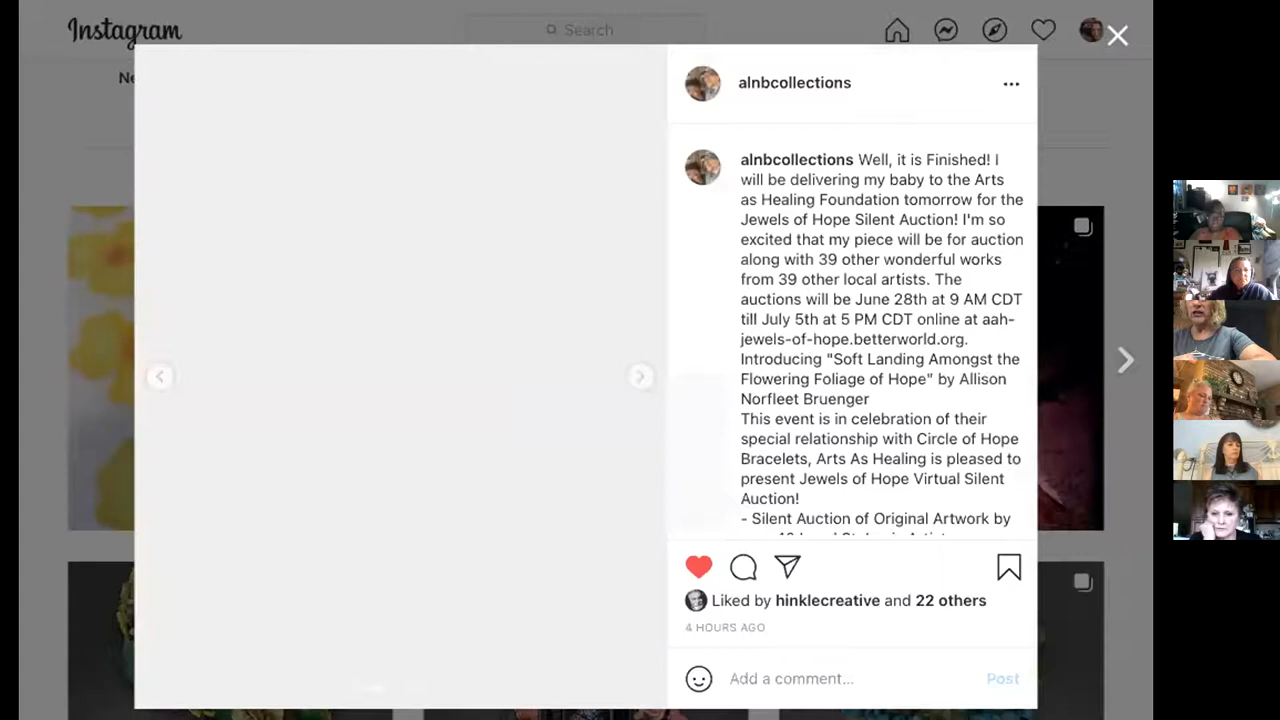 Instagram
Search
Ne
alnbcollections
alnbcollections Well, it is Finished! I
will be delivering my baby to the Arts
as Healing Foundation tomorrow for the
Jewels of Hope Silent Auction! I'm so
excited that my piece will be for auction
along with 39 other wonderful works
from 39 other local artists. The
auctions will be June 28th at 9 AM CDT
till July 5th at 5 PM CDT online at aah-
jewels-of-hope.betterworld.org.
Introducing "Soft Landing Amongst the
Flowering Foliage of Hope" by Allison
Norfleet Bruenger
This event is in celebration of their
special relationship with Circle of Hope
Bracelets, Arts As Healing is pleased to
present Jewels of Hope Virtual Silent
Auction!
- Silent Auction of Original Artwork by
Liked by hinklecreative and 22 others
4 HOURS AGO
Add a comment... Post